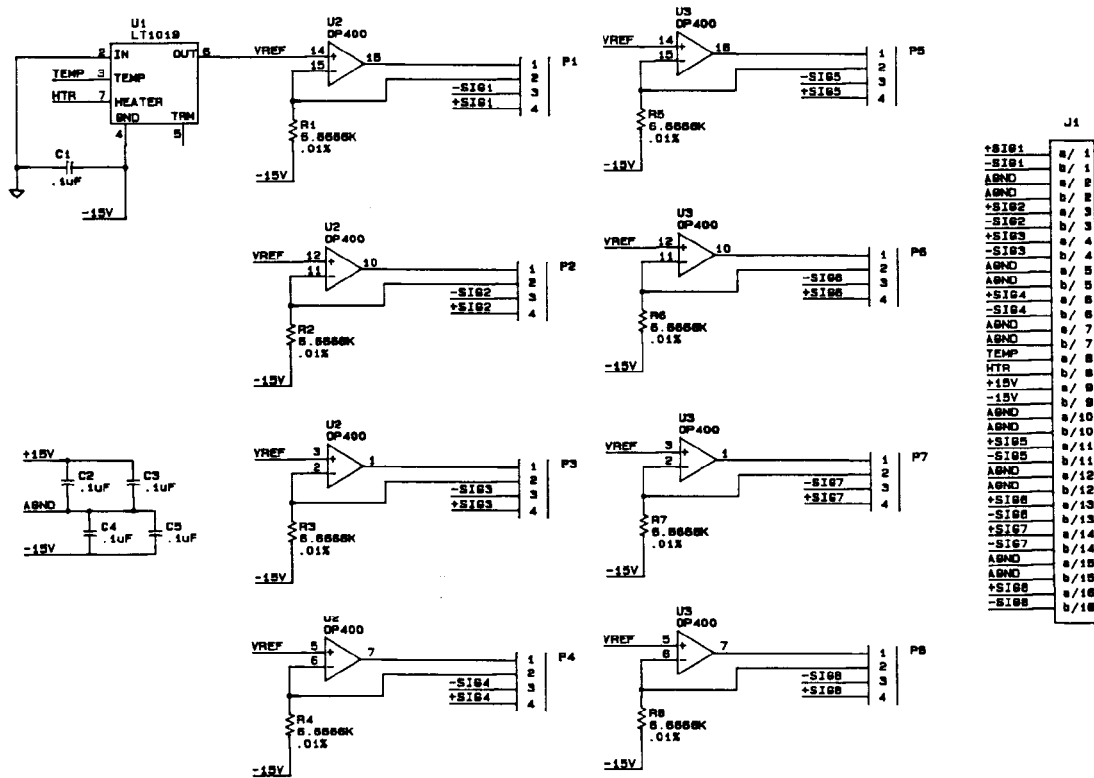 U1
LT1019
2 IN OUT 6
TEMP 3 TEMP
HTR 7 HEATER
GND TRM
4 5
C1
.1uF
-15V
U2
OP400
VREF 14 + 16
15 -
1 P1
2
-SIG1 3
+SIG1 4
R1
6.6666K
.01%
-15V
U2
OP400
VREF 12 + 10
11 -
1 P2
2
-SIG2 3
+SIG2 4
R2
6.6666K
.01%
-15V
+15V
C2 C3
.1uF .1uF
AGND
C4 C5
.1uF .1uF
-15V
U2
OP400
VREF 3 + 1
2 -
1 P3
2
-SIG3 3
+SIG3 4
R3
6.6666K
.01%
-15V
U2
OP400
VREF 5 + 7
6 -
1 P4
2
-SIG4 3
+SIG4 4
R4
6.6666K
.01%
-15V
U3
OP400
VREF 14 + 16
15 -
1 P5
2
-SIG5 3
+SIG5 4
R5
6.6666K
.01%
-15V
U3
OP400
VREF 12 + 10
11 -
1 P6
2
-SIG6 3
+SIG6 4
R6
6.6666K
.01%
-15V
U3
OP400
VREF 3 + 1
2 -
1 P7
2
-SIG7 3
+SIG7 4
R7
6.6666K
.01%
-15V
U3
OP400
VREF 5 + 7
6 -
1 P8
2
-SIG8 3
+SIG8 4
R8
6.6666K
.01%
-15V
J1
+SIG1 a/ 1
-SIG1 b/ 1
AGND a/ 2
AGND b/ 2
+SIG2 a/ 3
-SIG2 b/ 3
+SIG3 a/ 4
-SIG3 b/ 4
AGND a/ 5
AGND b/ 5
+SIG4 a/ 6
-SIG4 b/ 6
AGND a/ 7
AGND b/ 7
TEMP a/ 8
HTR b/ 8
+15V a/ 9
-15V b/ 9
AGND a/10
AGND b/10
+SIG5 a/11
-SIG5 b/11
AGND a/12
AGND b/12
+SIG6 a/13
-SIG6 b/13
+SIG7 a/14
-SIG7 b/14
AGND a/15
AGND b/15
+SIG8 a/16
-SIG8 b/16